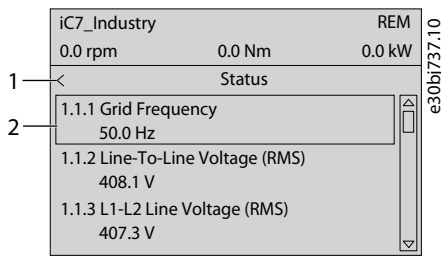 iC7_Industry REM
0.0 rpm 0.0 Nm 0.0 kW
1 < Status
2
1.1.1 Grid Frequency
50.0 Hz
1.1.2 Line-To-Line Voltage (RMS)
408.1 V
1.1.3 L1-L2 Line Voltage (RMS)
407.3 V
e30bi737.10